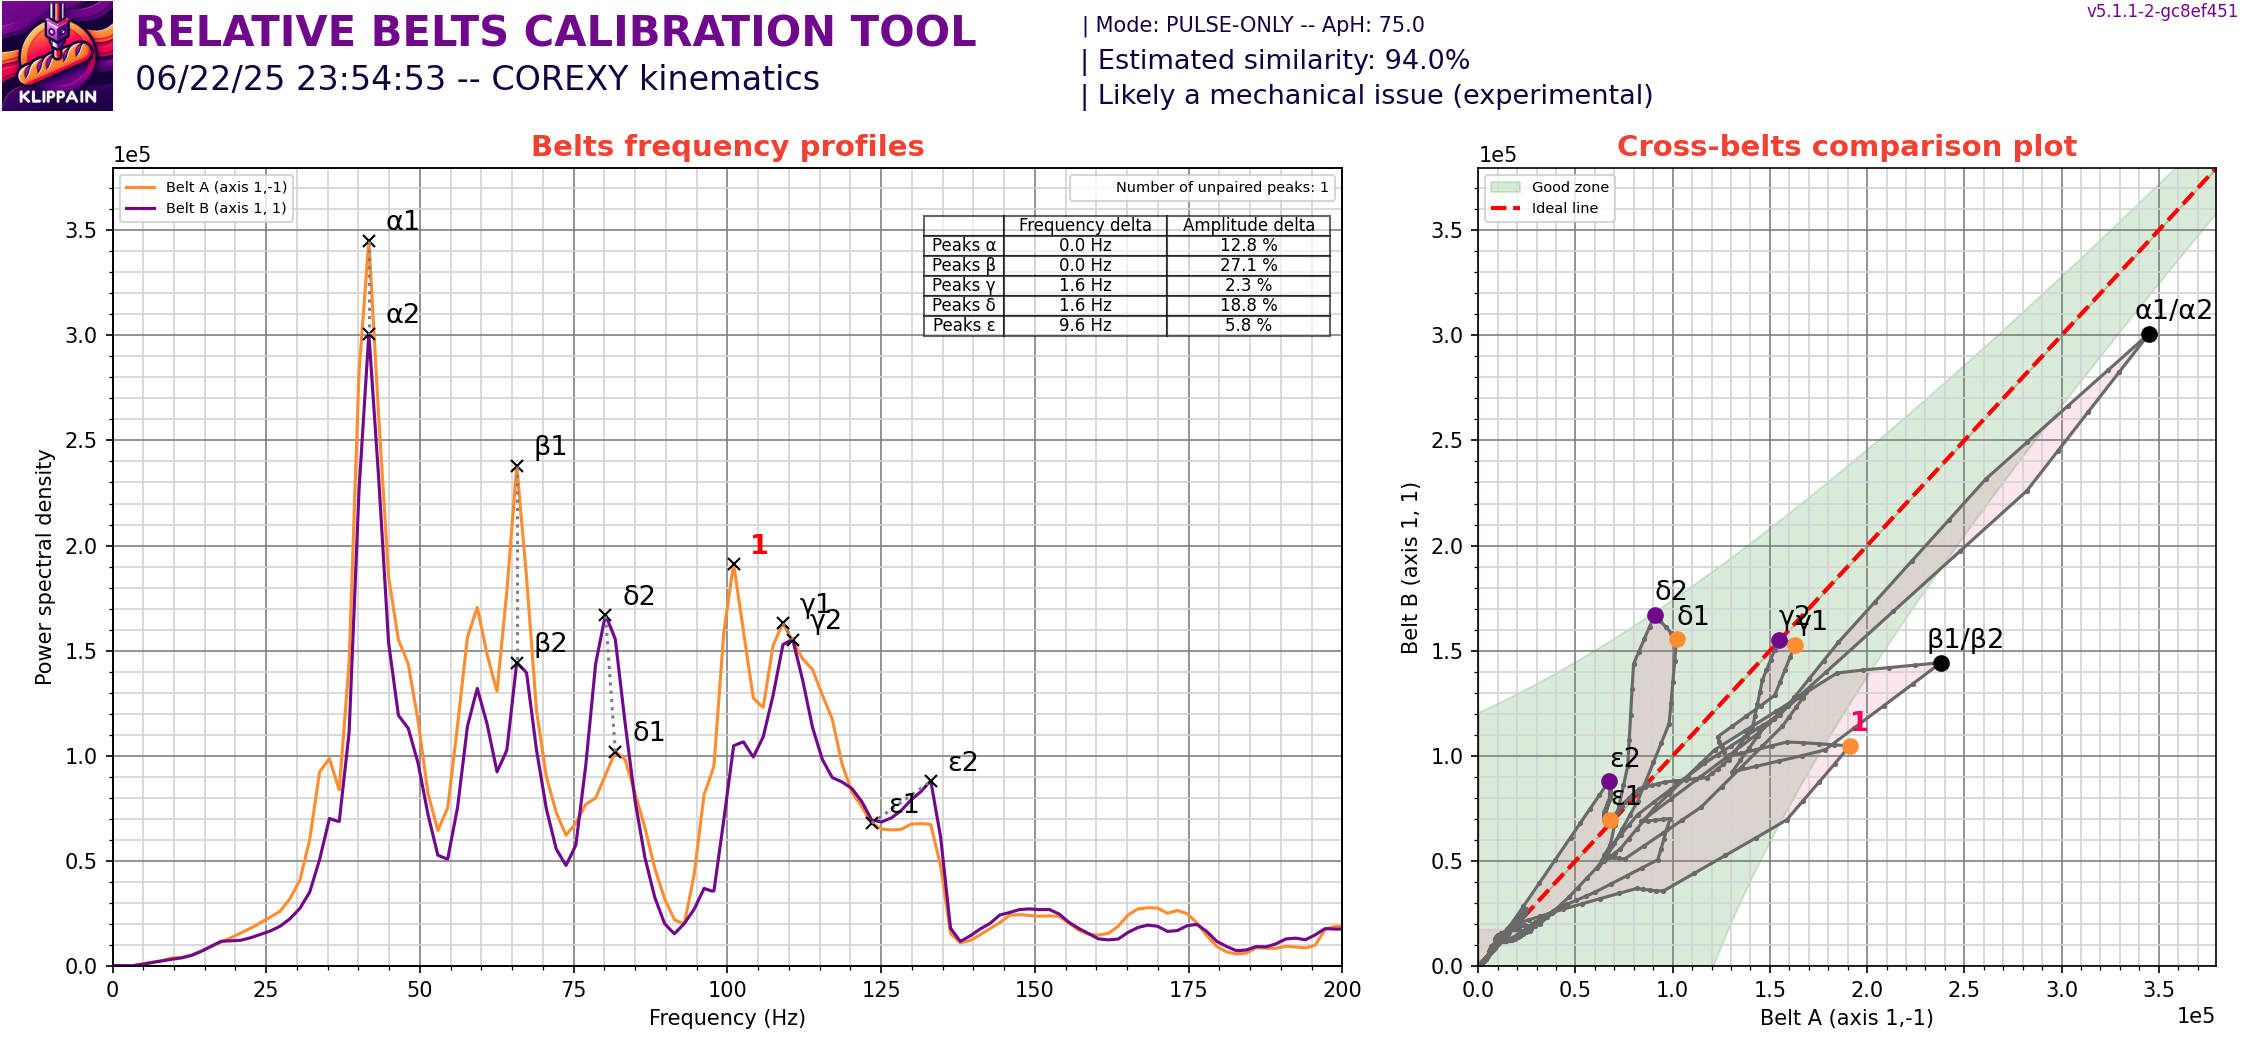 KLIPPAIN
RELATIVE BELTS CALIBRATION TOOL
06/22/25 23:54:53 -- COREXY kinematics
| Mode: PULSE-ONLY -- ApH: 75.0
| Estimated similarity: 94.0%
| Likely a mechanical issue (experimental)
v5.1.1-2-gc8ef451
Belts frequency profiles
1e5
Belt A (axis 1,-1)
Belt B (axis 1, 1)
Number of unpaired peaks: 1
Frequency delta Amplitude delta
Peaks α 0.0 Hz 12.8 %
Peaks β 0.0 Hz 27.1 %
Peaks γ 1.6 Hz 2.3 %
Peaks δ 1.6 Hz 18.8 %
Peaks ε 9.6 Hz 5.8 %
α1
α2
β1
β2
δ2
δ1
1
γ1
γ2
ε2
ε1
3.5
3.0
2.5
2.0
1.5
1.0
0.5
0.0
Power spectral density
0 25 50 75 100 125 150 175 200
Frequency (Hz)
Cross-belts comparison plot
1e5
Good zone
Ideal line
α1/α2
δ2
δ1
γ2
γ1
β1/β2
1
ε2
ε1
3.5
3.0
2.5
2.0
1.5
1.0
0.5
0.0
Belt B (axis 1, 1)
0.0 0.5 1.0 1.5 2.0 2.5 3.0 3.5
1e5
Belt A (axis 1,-1)